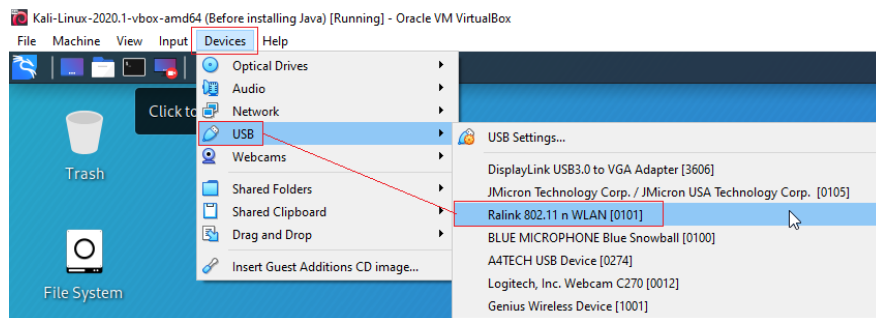 Kali-Linux-2020.1-vbox-amd64 (Before installing Java) [Running] - Oracle VM VirtualBox
File Machine View Input Devices Help
Optical Drives
Audio
Click to
Network
USB
Webcams
Shared Folders
Shared Clipboard
Drag and Drop
Insert Guest Additions CD image...
USB Settings...
DisplayLink USB3.0 to VGA Adapter [3606]
JMicron Technology Corp. / JMicron USA Technology Corp. [0105]
Ralink 802.11 n WLAN [0101]
BLUE MICROPHONE Blue Snowball [0100]
A4TECH USB Device [0274]
Logitech, Inc. Webcam C270 [0012]
Genius Wireless Device [1001]
Trash
File System